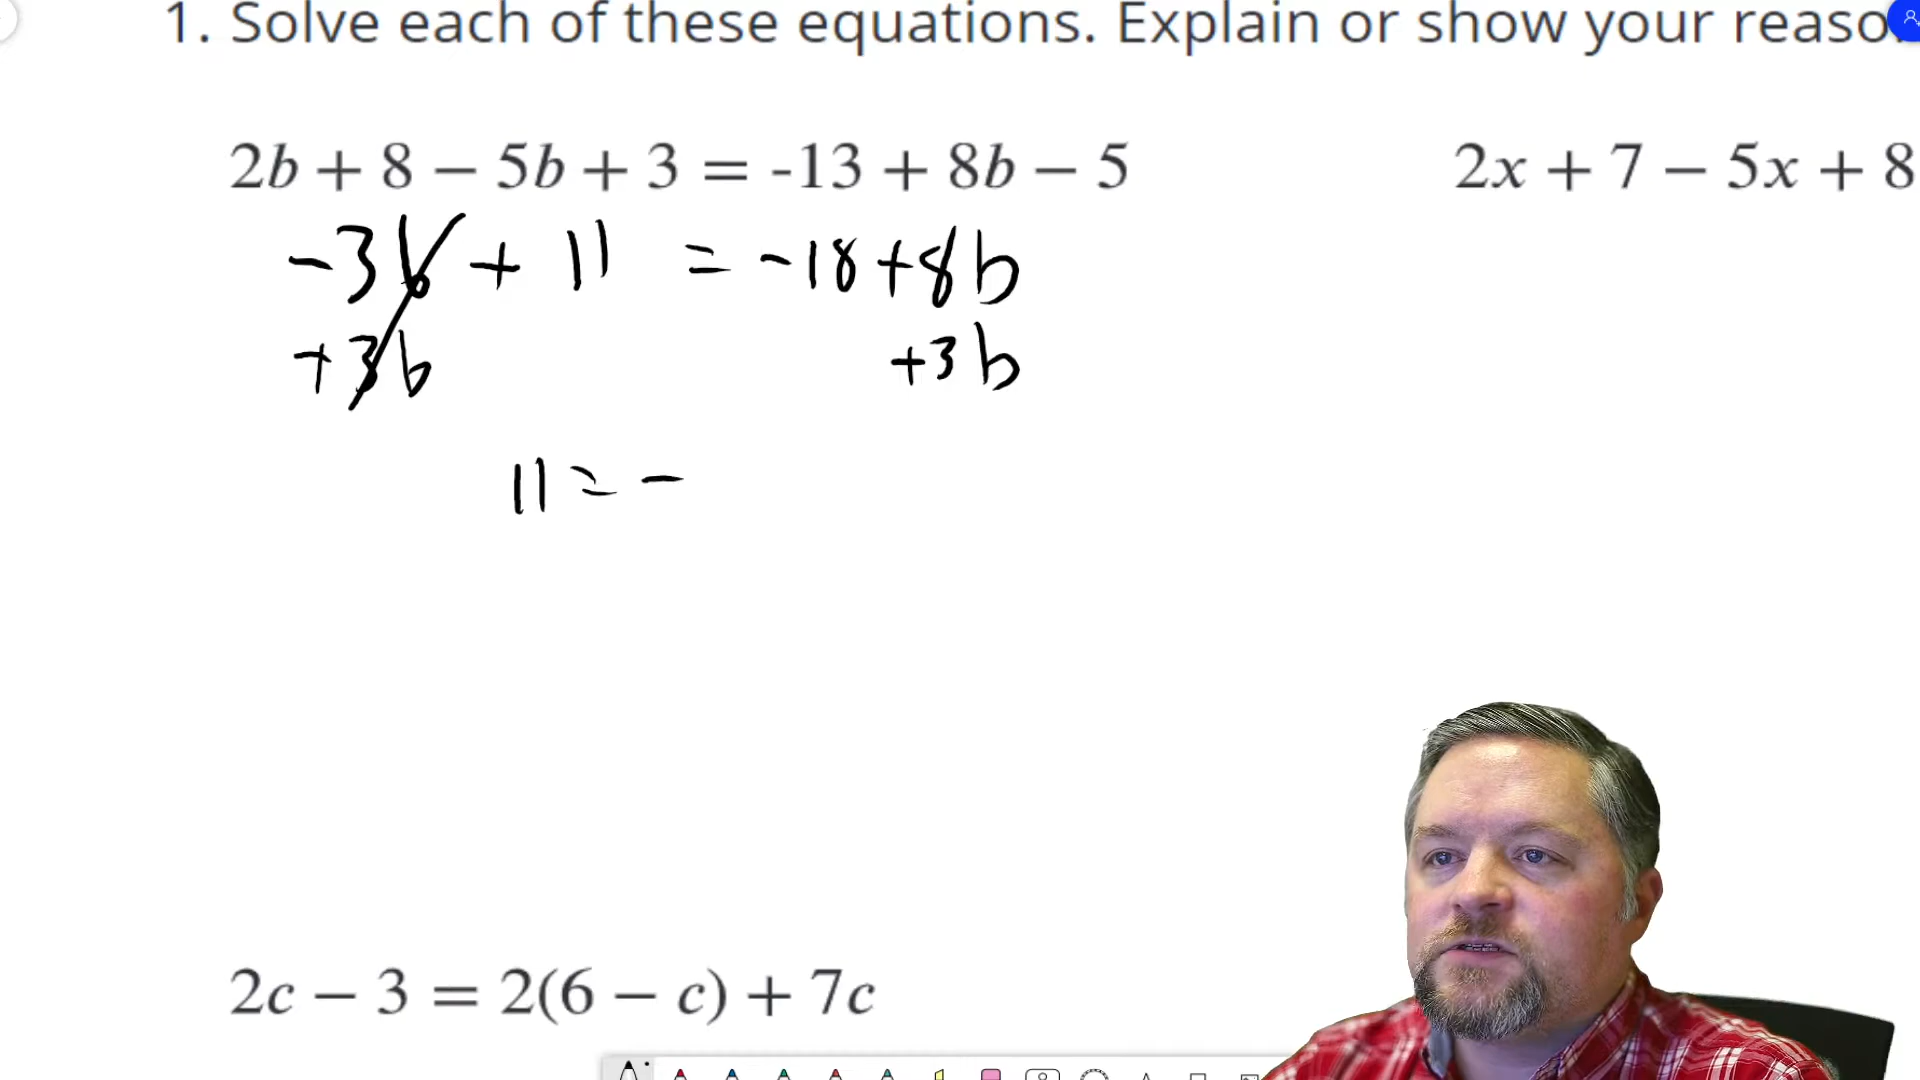 1. Solve each of these equations. Explain or show your reaso
2b + 8 − 5b + 3 = -13 + 8b − 5
2x + 7 − 5x + 8
-3b + 11 = -18 + 8b
+3b +3b
11 = -
2c − 3 = 2(6 − c) + 7c